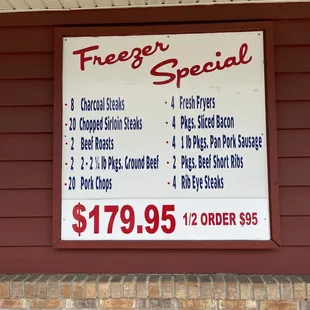 Freezer
Special
• 8 Charcoal Steaks
• 20 Chopped Sirloin Steaks
• 2 Beef Roasts
• 2 2 - 2 ½ lb Pkgs. Ground Beef
• 20 Pork Chops
• 4 Fresh Fryers
• 4 Pkgs. Sliced Bacon
• 4 1 lb Pkgs. Pan Pork Sausage
• 2 Pkgs. Beef Short Ribs
• 4 Rib Eye Steaks
$179.95 1/2 ORDER $95